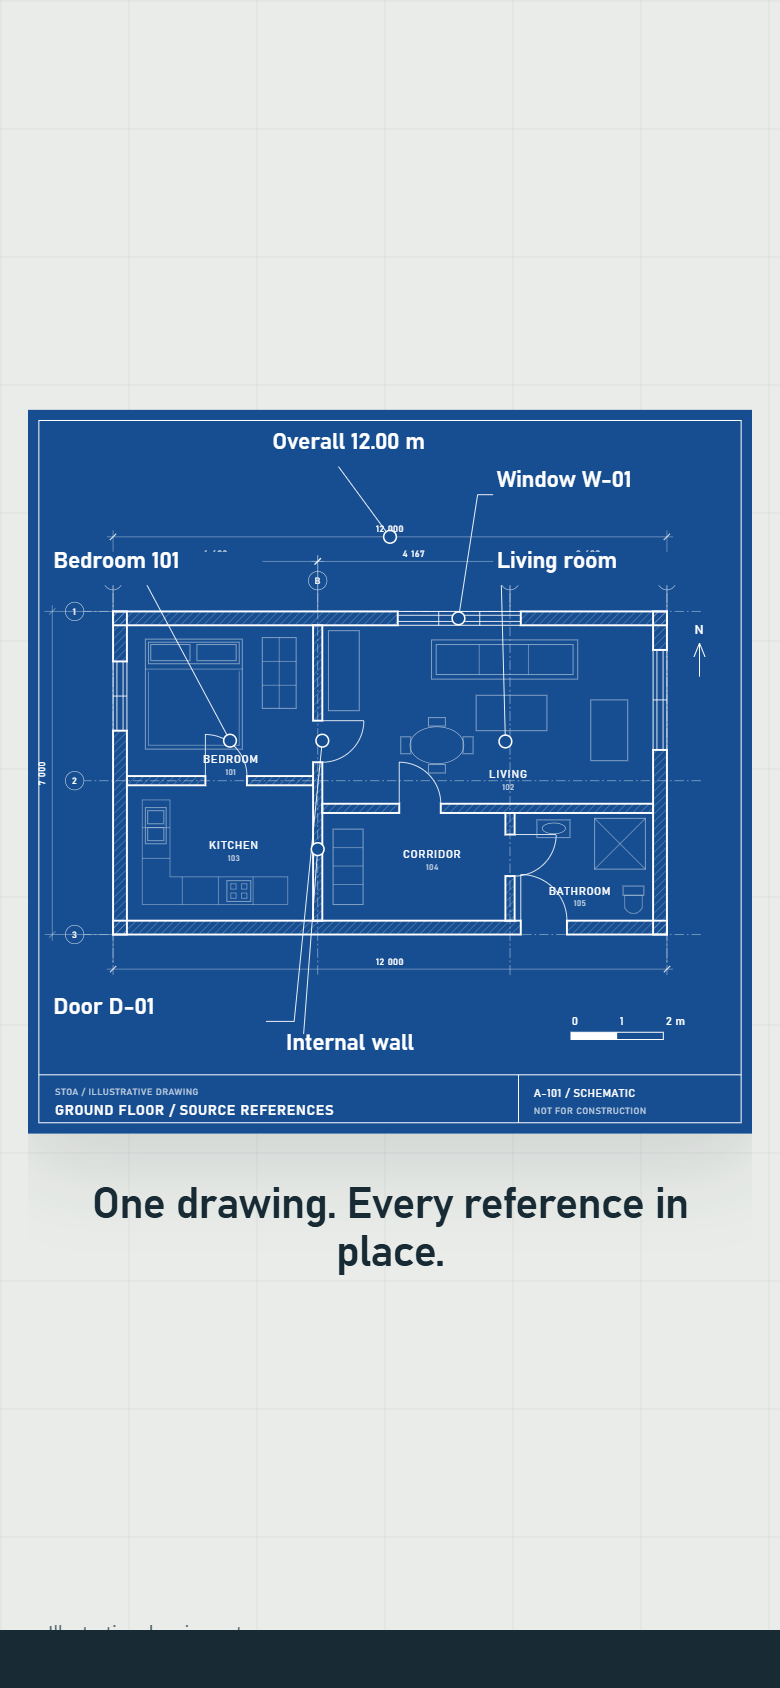 Overall 12.00 m
Window W-01
12 000
Bedroom 101
4 167
Living room
B
1
N
BEDROOM
101
7 000
2
LIVING
102
KITCHEN
103
CORRIDOR
104
BATHROOM
105
3
12 000
Door D-01
0 1 2 m
Internal wall
STOA / ILLUSTRATIVE DRAWING
GROUND FLOOR / SOURCE REFERENCES
A-101 / SCHEMATIC
NOT FOR CONSTRUCTION
One drawing. Every reference in
place.